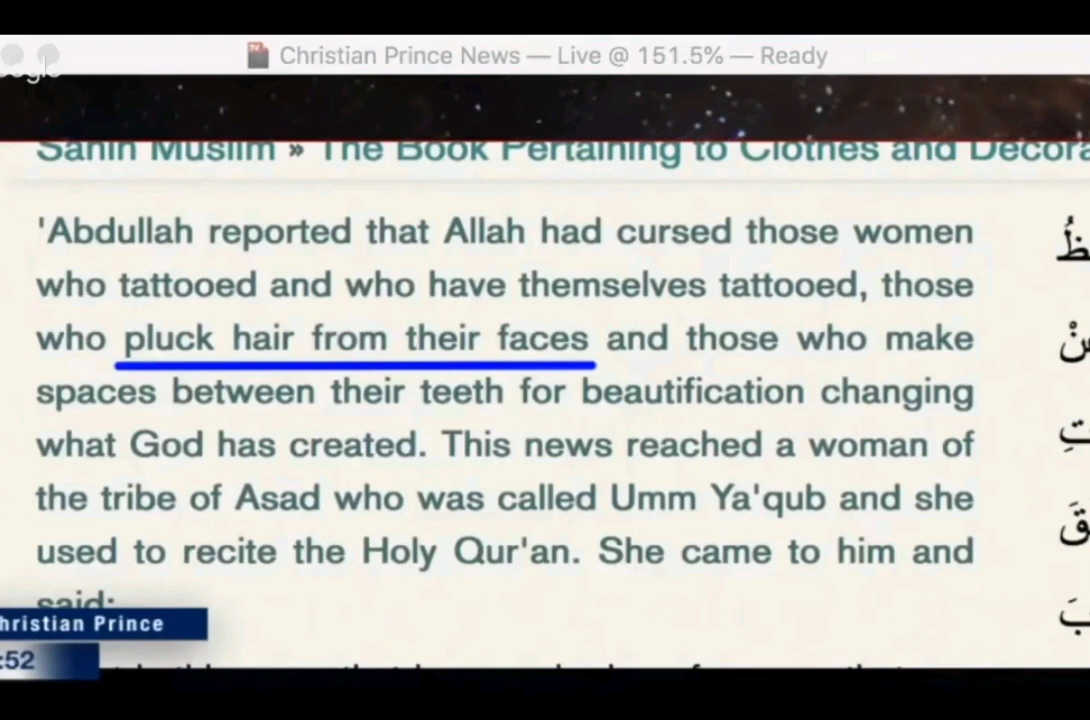 Christian Prince News — Live @ 151.5% — Ready
Sahih Muslim » The Book Pertaining to Clothes and
'Abdullah reported that Allah had cursed those women
who tattooed and who have themselves tattooed, those
who pluck hair from their faces and those who make
spaces between their teeth for beautification changing
what God has created. This news reached a woman of
the tribe of Asad who was called Umm Ya'qub and she
used to recite the Holy Qur'an. She came to him and
said:
Prince
:52